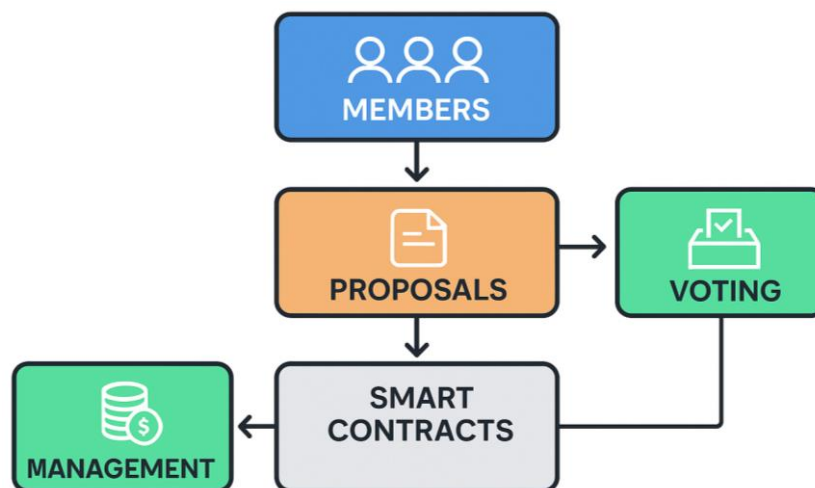 MEMBERS
PROPOSALS
VOTING
SMART
CONTRACTS
$
MANAGEMENT